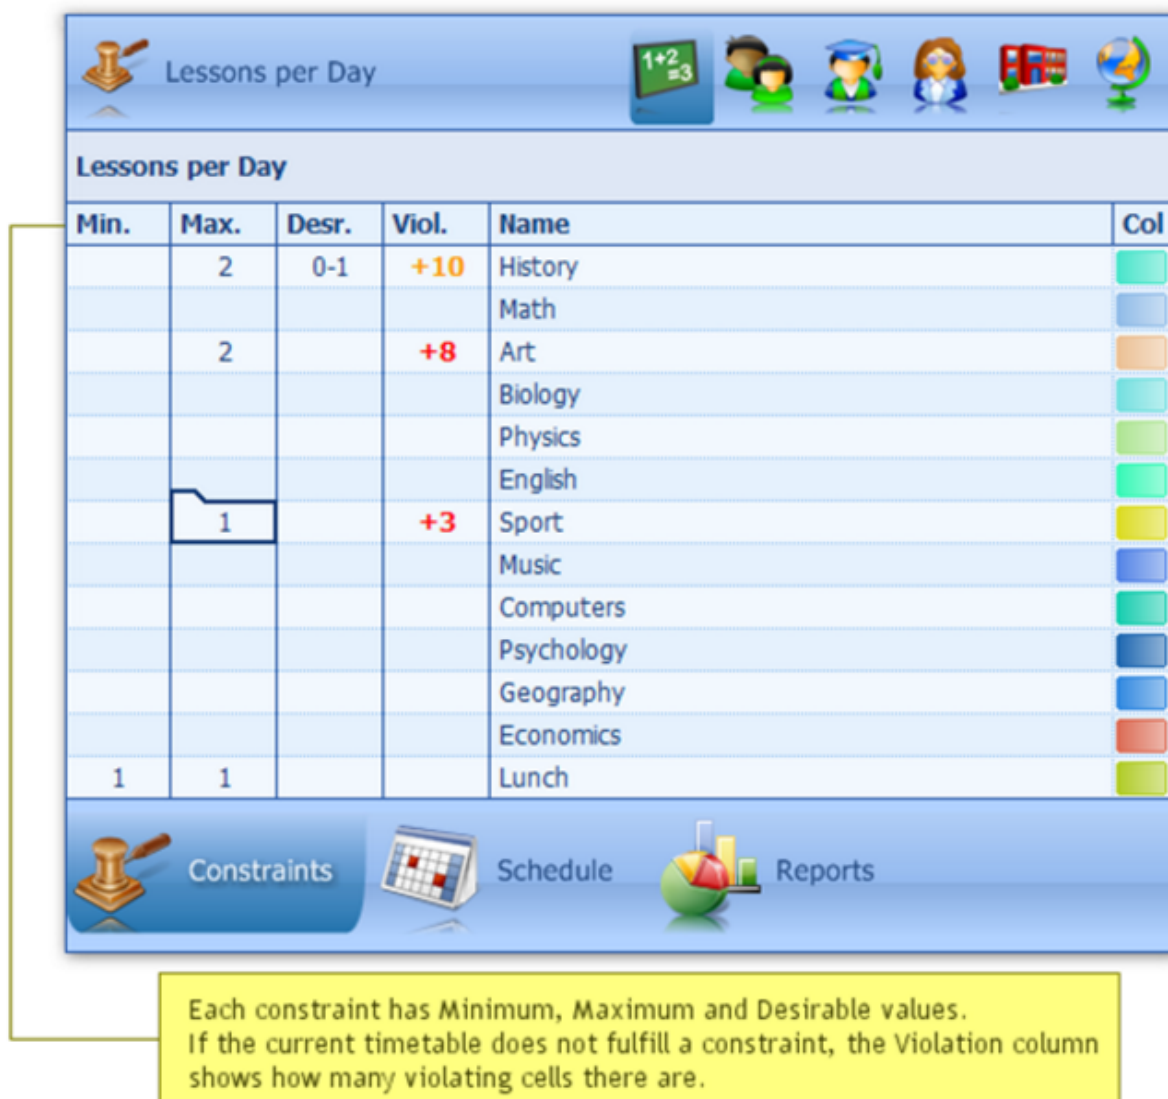 Lessons per Day
1+2
=3
Lessons per Day
Min. Max. Desr. Viol. Name Col
2 0-1 +10 History
Math
2 +8 Art
Biology
Physics
English
1 +3 Sport
Music
Computers
Psychology
Geography
Economics
1 1 Lunch
Constraints Schedule Reports
Each constraint has Minimum, Maximum and Desirable values.
If the current timetable does not fulfill a constraint, the Violation column
shows how many violating cells there are.